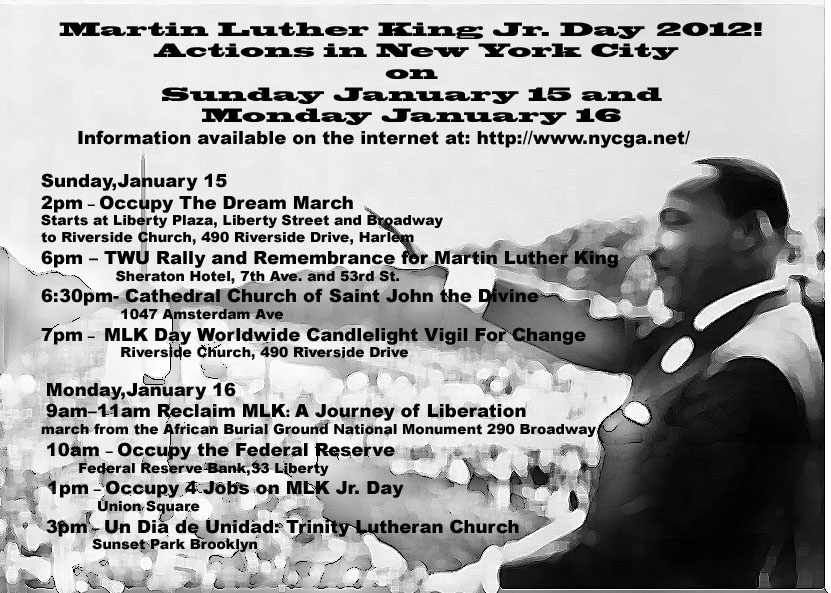 Martin Luther King Jr. Day 2012!
Actions in New York City
on
Sunday January 15 and
Monday January 16
Information available on the internet at: http://www.nycga.net/
Sunday,January 15
2pm – Occupy The Dream March
Starts at Liberty Plaza, Liberty Street and Broadway
to Riverside Church, 490 Riverside Drive, Harlem
6pm – TWU Rally and Remembrance for Martin Luther King
Sheraton Hotel, 7th Ave. and 53rd St.
6:30pm- Cathedral Church of Saint John the Divine
1047 Amsterdam Ave
7pm – MLK Day Worldwide Candlelight Vigil For Change
Riverside Church, 490 Riverside Drive
Monday,January 16
9am–11am Reclaim MLK: A Journey of Liberation
march from the African Burial Ground National Monument 290 Broadway
10am – Occupy the Federal Reserve
Federal Reserve Bank,33 Liberty
1pm – Occupy 4 Jobs on MLK Jr. Day
Union Square
3pm – Un Dia de Unidad: Trinity Lutheran Church
Sunset Park Brooklyn